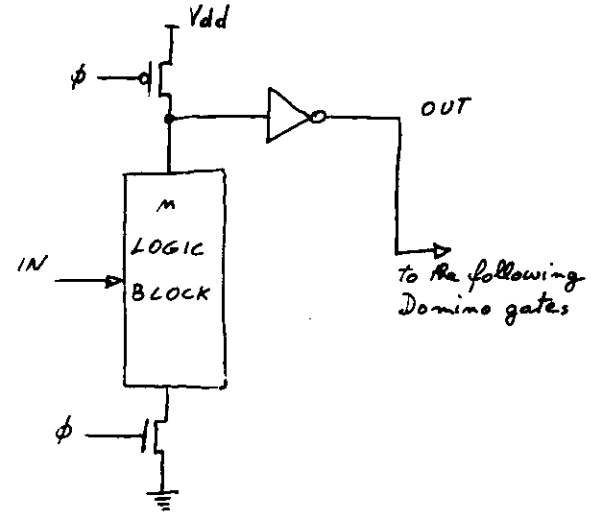 Vdd
ϕ
OUT
n
LOGIC
BLOCK
IN
to the following
Domino gates
ϕ